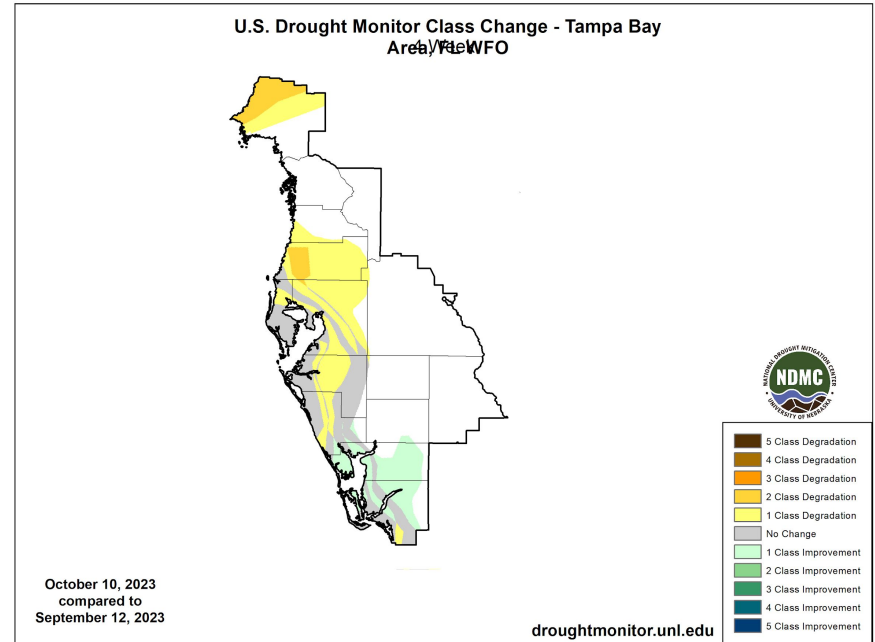 U.S. Drought Monitor Class Change - Tampa Bay
Area, FL WFO
4 Week
NATIONAL DROUGHT MITIGATION CENTER
NDMC
UNIVERSITY OF NEBRASKA
5 Class Degradation
4 Class Degradation
3 Class Degradation
2 Class Degradation
1 Class Degradation
No Change
1 Class Improvement
2 Class Improvement
3 Class Improvement
4 Class Improvement
5 Class Improvement
October 10, 2023
compared to
September 12, 2023
droughtmonitor.unl.edu